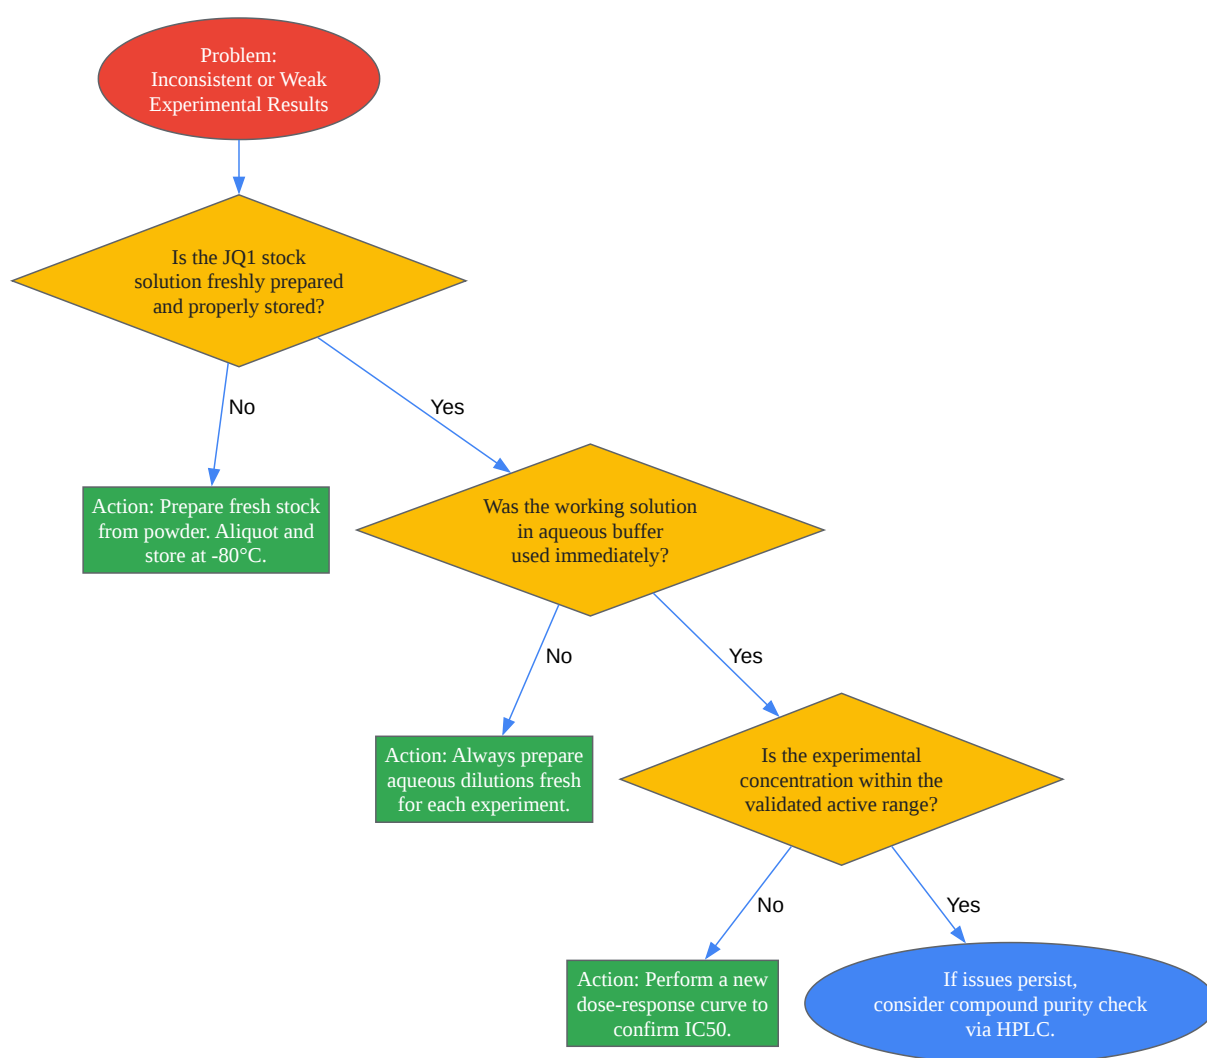 Problem:
Inconsistent or Weak
Experimental Results
Is the JQ1 stock
solution freshly prepared
and properly stored?
No
Yes
Action: Prepare fresh stock
from powder. Aliquot and
store at -80°C.
Was the working solution
in aqueous buffer
used immediately?
No
Yes
Action: Always prepare
aqueous dilutions fresh
for each experiment.
Is the experimental
concentration within the
validated active range?
No
Yes
Action: Perform a new
dose-response curve to
confirm IC50.
If issues persist,
consider compound purity check
via HPLC.